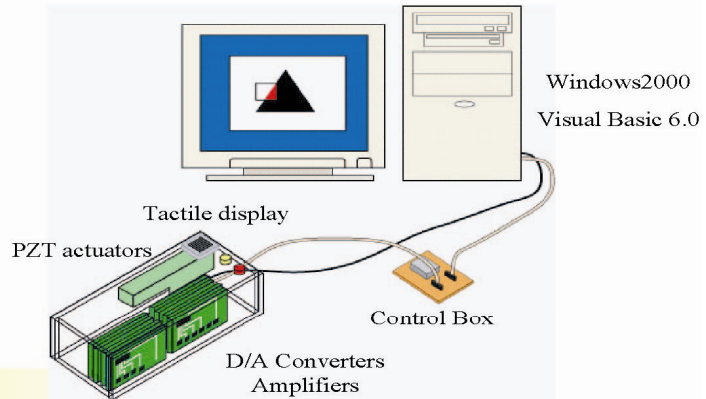 Windows2000
Visual Basic 6.0
Tactile display
PZT actuators
Control Box
D/A Converters
Amplifiers